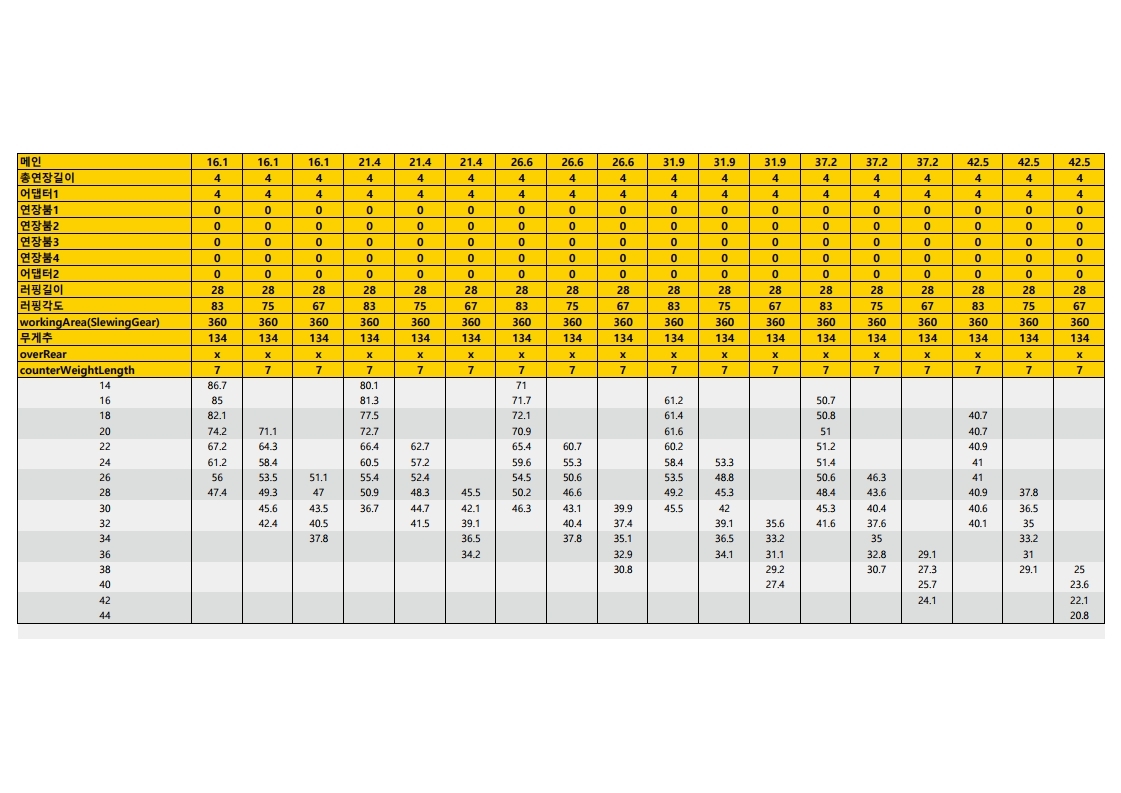 메인 16.1 16.1 16.1 21.4 21.4 21.4 26.6 26.6 26.6 31.9 31.9 31.9 37.2 37.2 37.2 42.5 42.5 42.5
총연장길이 4 4 4 4 4 4 4 4 4 4 4 4 4 4 4 4 4 4
어댑터1 4 4 4 4 4 4 4 4 4 4 4 4 4 4 4 4 4 4
연장붐1 0 0 0 0 0 0 0 0 0 0 0 0 0 0 0 0 0 0
연장붐2 0 0 0 0 0 0 0 0 0 0 0 0 0 0 0 0 0 0
연장붐3 0 0 0 0 0 0 0 0 0 0 0 0 0 0 0 0 0 0
연장붐4 0 0 0 0 0 0 0 0 0 0 0 0 0 0 0 0 0 0
어댑터2 0 0 0 0 0 0 0 0 0 0 0 0 0 0 0 0 0 0
러핑길이 28 28 28 28 28 28 28 28 28 28 28 28 28 28 28 28 28 28
러핑각도 83 75 67 83 75 67 83 75 67 83 75 67 83 75 67 83 75 67
workingArea(SlewingGear) 360 360 360 360 360 360 360 360 360 360 360 360 360 360 360 360 360 360
무게추 134 134 134 134 134 134 134 134 134 134 134 134 134 134 134 134 134 134
overRear x x x x x x x x x x x x x x x x x x
counterWeightLength 7 7 7 7 7 7 7 7 7 7 7 7 7 7 7 7 7 7
14 86.7 80.1 71
16 85 81.3 71.7 61.2 50.7
18 82.1 77.5 72.1 61.4 50.8 40.7
20 74.2 71.1 72.7 70.9 61.6 51 40.7
22 67.2 64.3 66.4 62.7 65.4 60.7 60.2 51.2 40.9
24 61.2 58.4 60.5 57.2 59.6 55.3 58.4 53.3 51.4 41
26 56 53.5 51.1 55.4 52.4 54.5 50.6 53.5 48.8 50.6 46.3 41
28 47.4 49.3 47 50.9 48.3 45.5 50.2 46.6 49.2 45.3 48.4 43.6 40.9 37.8
30 45.6 43.5 36.7 44.7 42.1 46.3 43.1 39.9 45.5 42 45.3 40.4 40.6 36.5
32 42.4 40.5 41.5 39.1 40.4 37.4 39.1 35.6 41.6 37.6 40.1 35
34 37.8 36.5 37.8 35.1 36.5 33.2 35 33.2
36 34.2 32.9 34.1 31.1 32.8 29.1 31
38 30.8 29.2 30.7 27.3 29.1 25
40 27.4 25.7 23.6
42 24.1 22.1
44 20.8